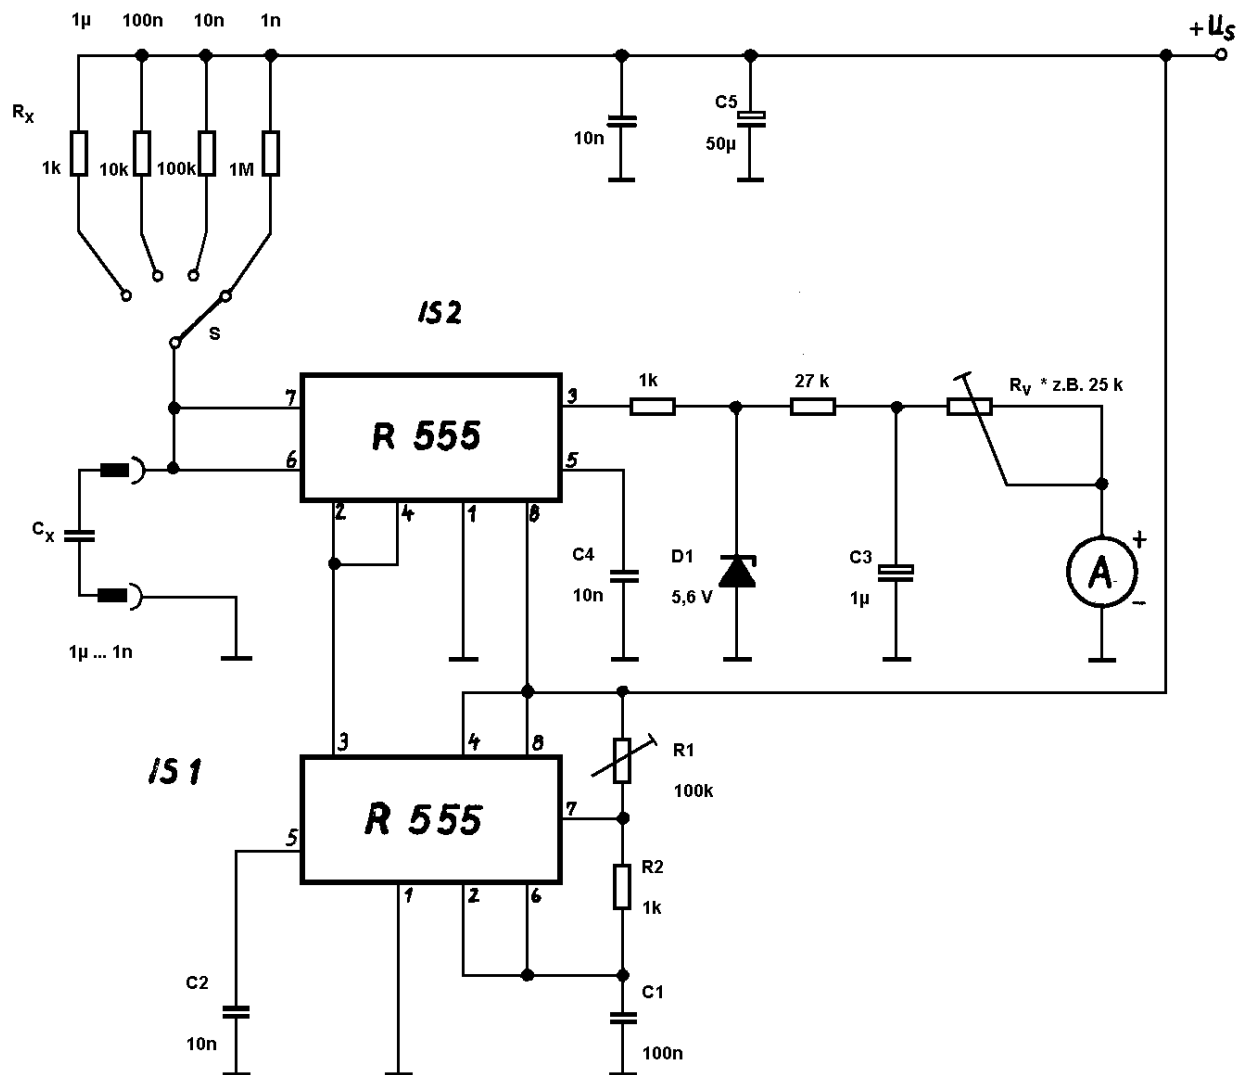 1µ 100n 10n 1n
+ Us
RX
1k 10k 100k 1M
10n
C5
50µ
S
IS2
7 3
R 555
6 5
2 4 1 8
1k
27 k
RV * z.B. 25 k
CX
1µ ... 1n
C4
10n
D1
5,6 V
C3
1µ
A
+
−
IS1
3 4 8
R 555
5 7
1 2 6
R1
100k
R2
1k
C2
10n
C1
100n